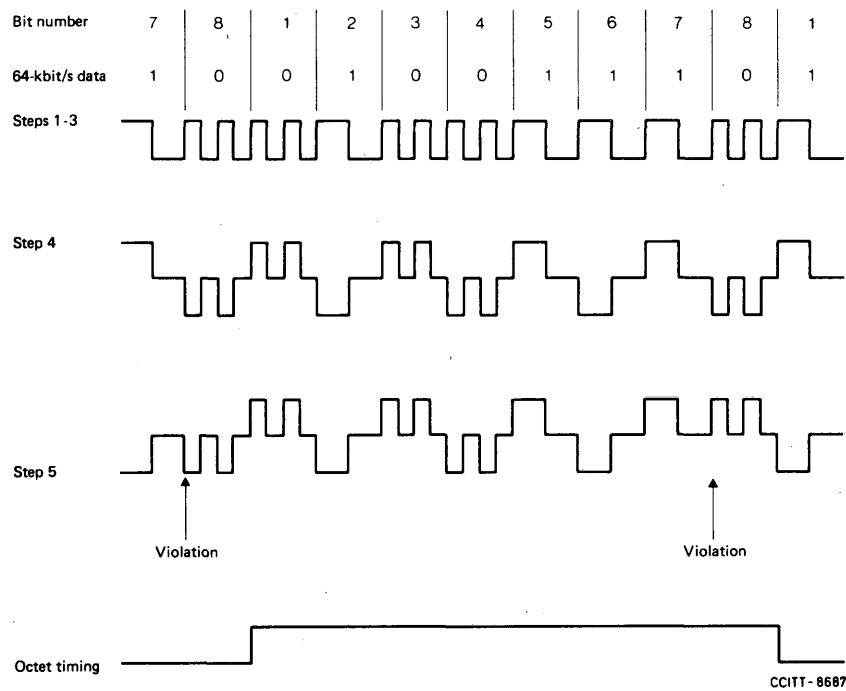 Bit number 7 8 1 2 3 4 5 6 7 8 1
64-kbit/s data 1 0 0 1 0 0 1 1 1 0 1
Steps 1-3
Step 4
Step 5
Violation Violation
Octet timing
CCITT-8687